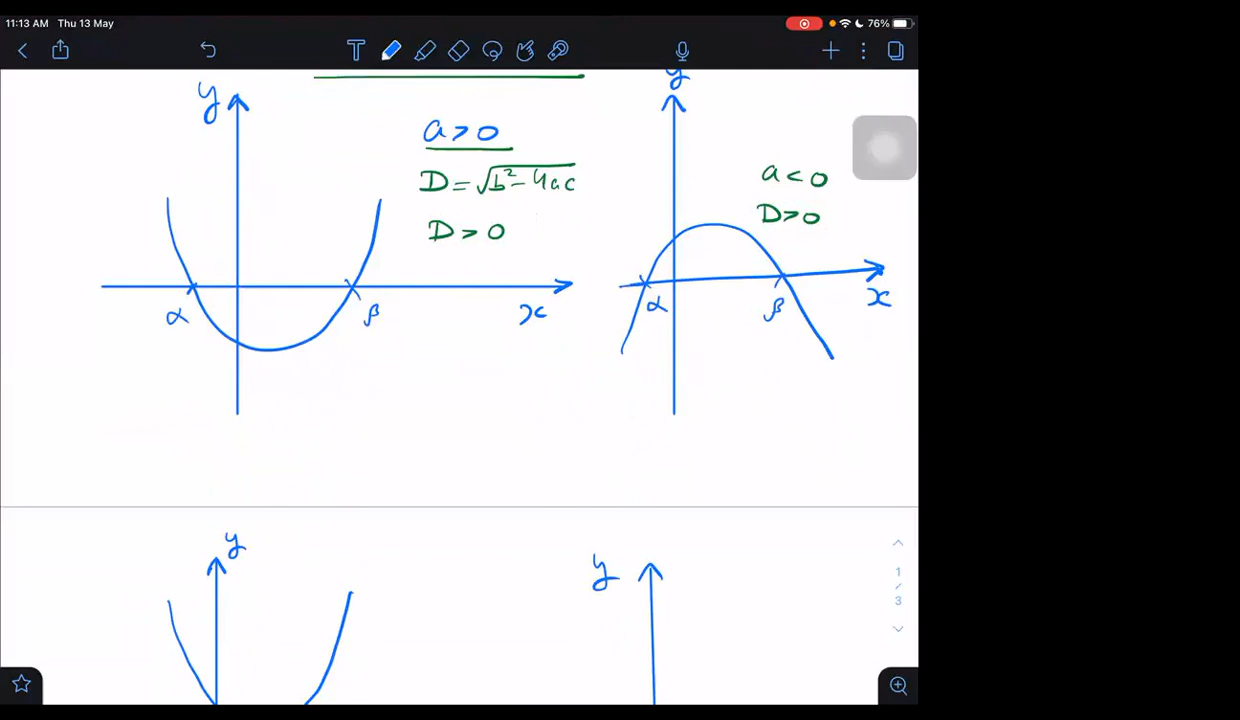 11:13 AM Thu 13 May
76%
T
y
a > 0
D = √b² - 4ac
D > 0
α
β
x
y
a < 0
D > 0
α
β
x
y
y
1
/
3